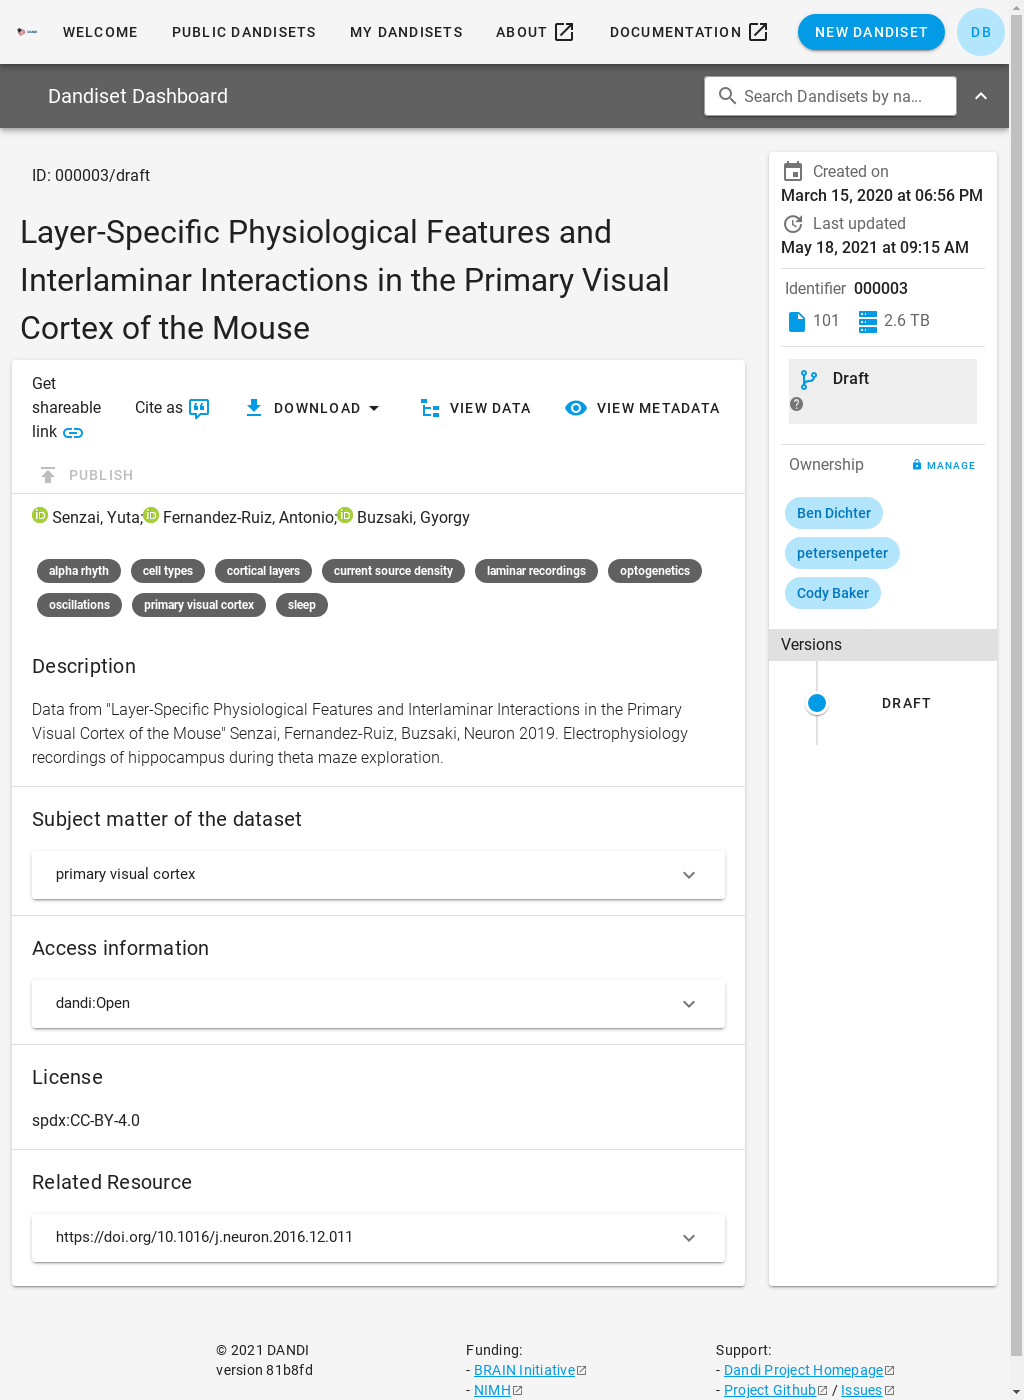 WELCOME PUBLIC DANDISETS MY DANDISETS ABOUT DOCUMENTATION NEW DANDISET DB
Dandiset Dashboard Search Dandisets by na...
ID: 000003/draft
Layer-Specific Physiological Features and
Interlaminar Interactions in the Primary Visual
Cortex of the Mouse
Get
shareable
link
Cite as
DOWNLOAD
VIEW DATA
VIEW METADATA
PUBLISH
Senzai, Yuta; Fernandez-Ruiz, Antonio; Buzsaki, Gyorgy
alpha rhyth cell types cortical layers current source density laminar recordings optogenetics
oscillations primary visual cortex sleep
Description
Data from "Layer-Specific Physiological Features and Interlaminar Interactions in the Primary
Visual Cortex of the Mouse" Senzai, Fernandez-Ruiz, Buzsaki, Neuron 2019. Electrophysiology
recordings of hippocampus during theta maze exploration.
Subject matter of the dataset
primary visual cortex
Access information
dandi:Open
License
spdx:CC-BY-4.0
Related Resource
https://doi.org/10.1016/j.neuron.2016.12.011
Created on
March 15, 2020 at 06:56 PM
Last updated
May 18, 2021 at 09:15 AM
Identifier 000003
101 2.6 TB
Draft
Ownership MANAGE
Ben Dichter
petersenpeter
Cody Baker
Versions
DRAFT
© 2021 DANDI
version 81b8fd
Funding:
- BRAIN Initiative
- NIMH
Support:
- Dandi Project Homepage
- Project Github / Issues